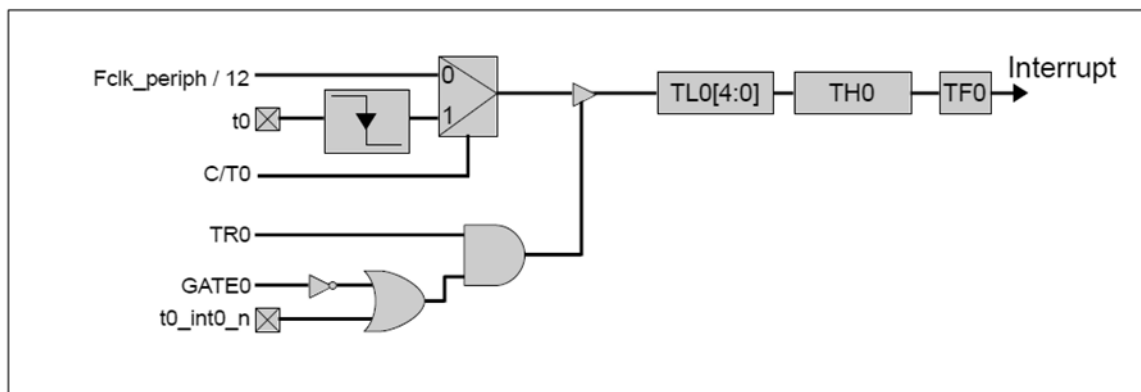 Fclk_periph / 12
0
t0
1
C/T0
TL0[4:0]
TH0
TF0
Interrupt
TR0
GATE0
t0_int0_n